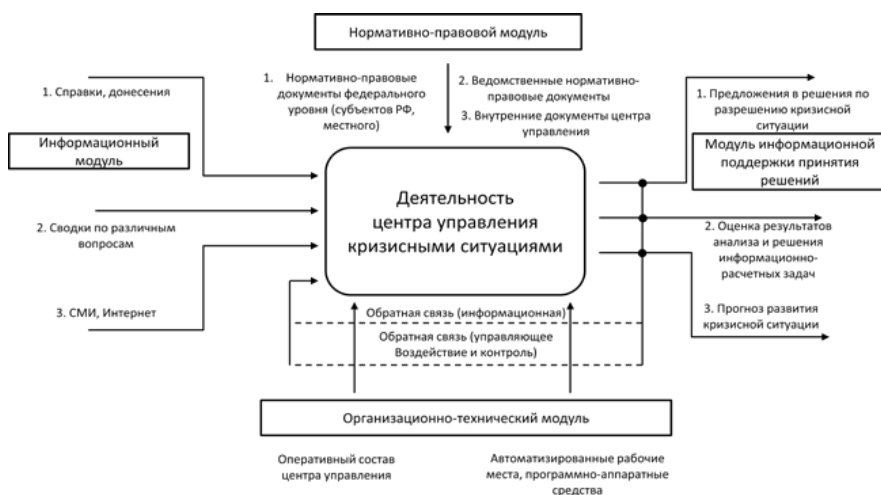 Нормативно-правовой модуль
1. Справки, донесения
1. Нормативно-правовые
документы федерального
уровня (субъектов РФ,
местного)
2. Ведомственные нормативно-
правовые документы
3. Внутренние документы центра
управления
1. Предложения в решения по
разрешению кризисной
ситуации
Информационный
модуль
Модуль информационной
поддержки принятия
решений
Деятельность
центра управления
кризисными ситуациями
2. Сводки по различным
вопросам
2. Оценка результатов
анализа и решения
информационно-
расчетных задач
3. СМИ, Интернет
3. Прогноз развития
кризисной ситуации
Обратная связь (информационная)
Обратная связь (управляющее
Воздействие и контроль)
Организационно-технический модуль
Оперативный состав
центра управления
Автоматизированные рабочие
места, программно-аппаратные
средства